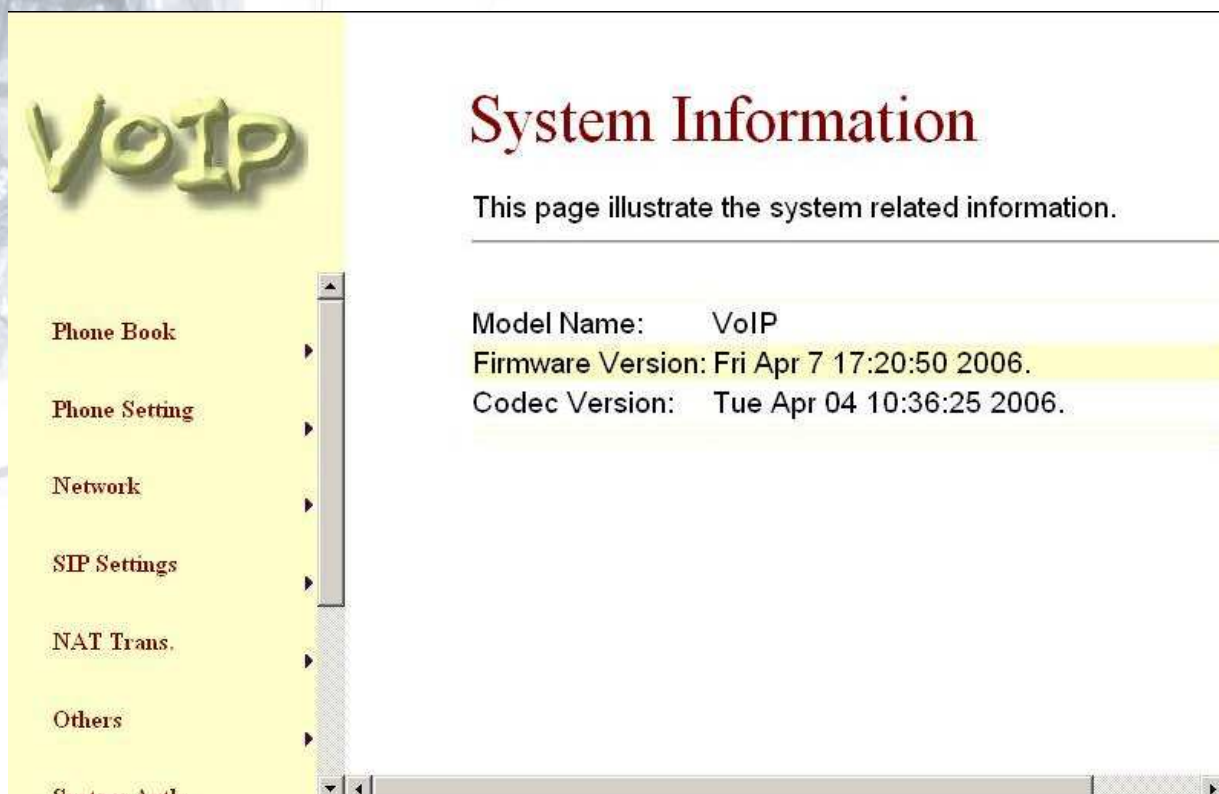 VoIP
System Information
This page illustrate the system related information.
Model Name: VoIP
Firmware Version: Fri Apr 7 17:20:50 2006.
Codec Version: Tue Apr 04 10:36:25 2006.
Phone Book
Phone Setting
Network
SIP Settings
NAT Trans.
Others